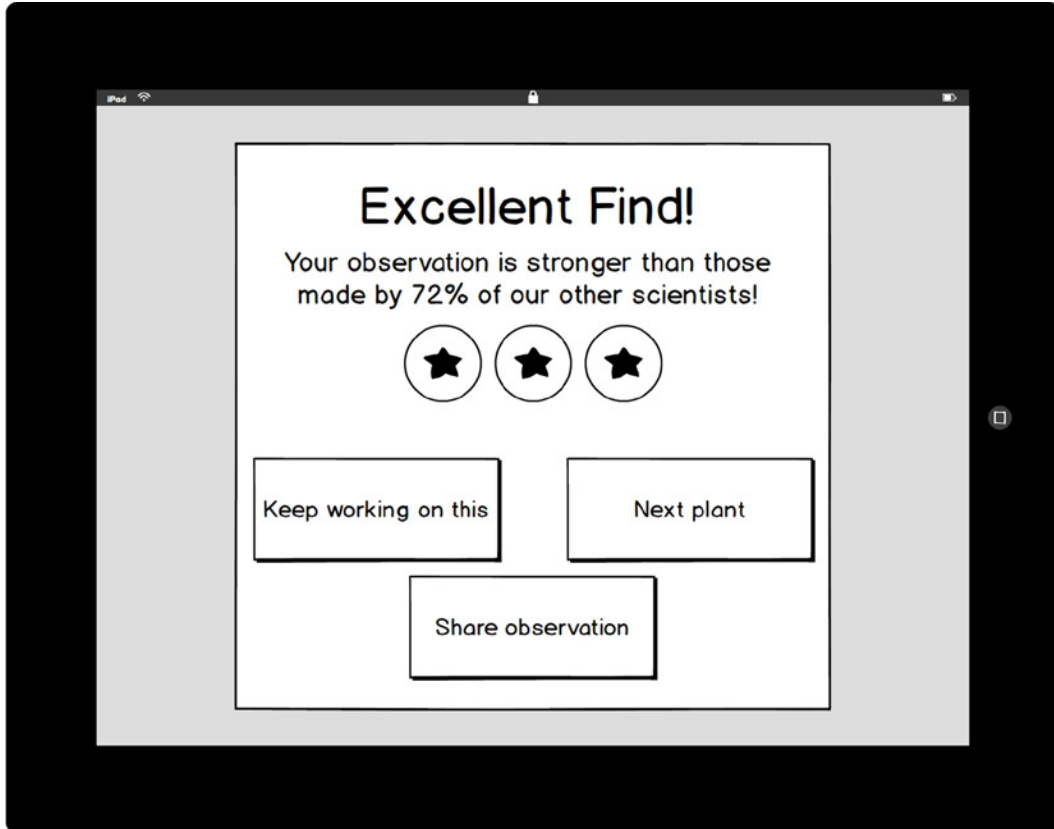 iPad
Excellent Find!
Your observation is stronger than those
made by 72% of our other scientists!
Keep working on this
Next plant
Share observation